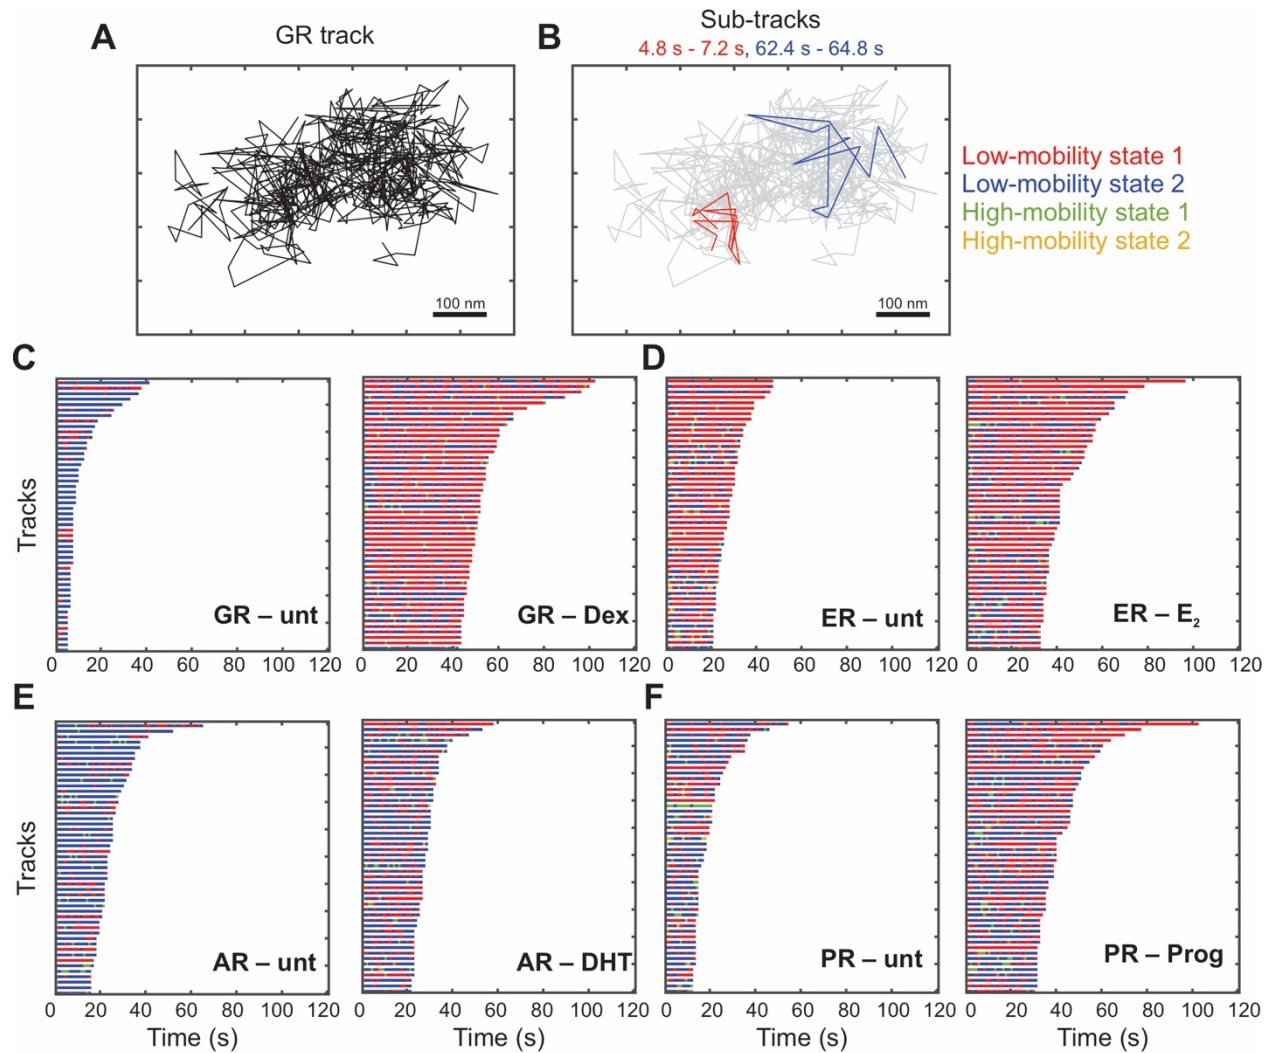 A
GR track
100 nm
B
Sub-tracks
4.8 s - 7.2 s, 62.4 s - 64.8 s
100 nm
Low-mobility state 1
Low-mobility state 2
High-mobility state 1
High-mobility state 2
C
Tracks
GR – unt
0 20 40 60 80 100 120
GR – Dex
0 20 40 60 80 100 120
D
ER – unt
0 20 40 60 80 100 120
ER – E₂
0 20 40 60 80 100 120
E
Tracks
AR – unt
0 20 40 60 80 100 120
Time (s)
AR – DHT
0 20 40 60 80 100 120
Time (s)
F
PR – unt
0 20 40 60 80 100 120
Time (s)
PR – Prog
0 20 40 60 80 100 120
Time (s)